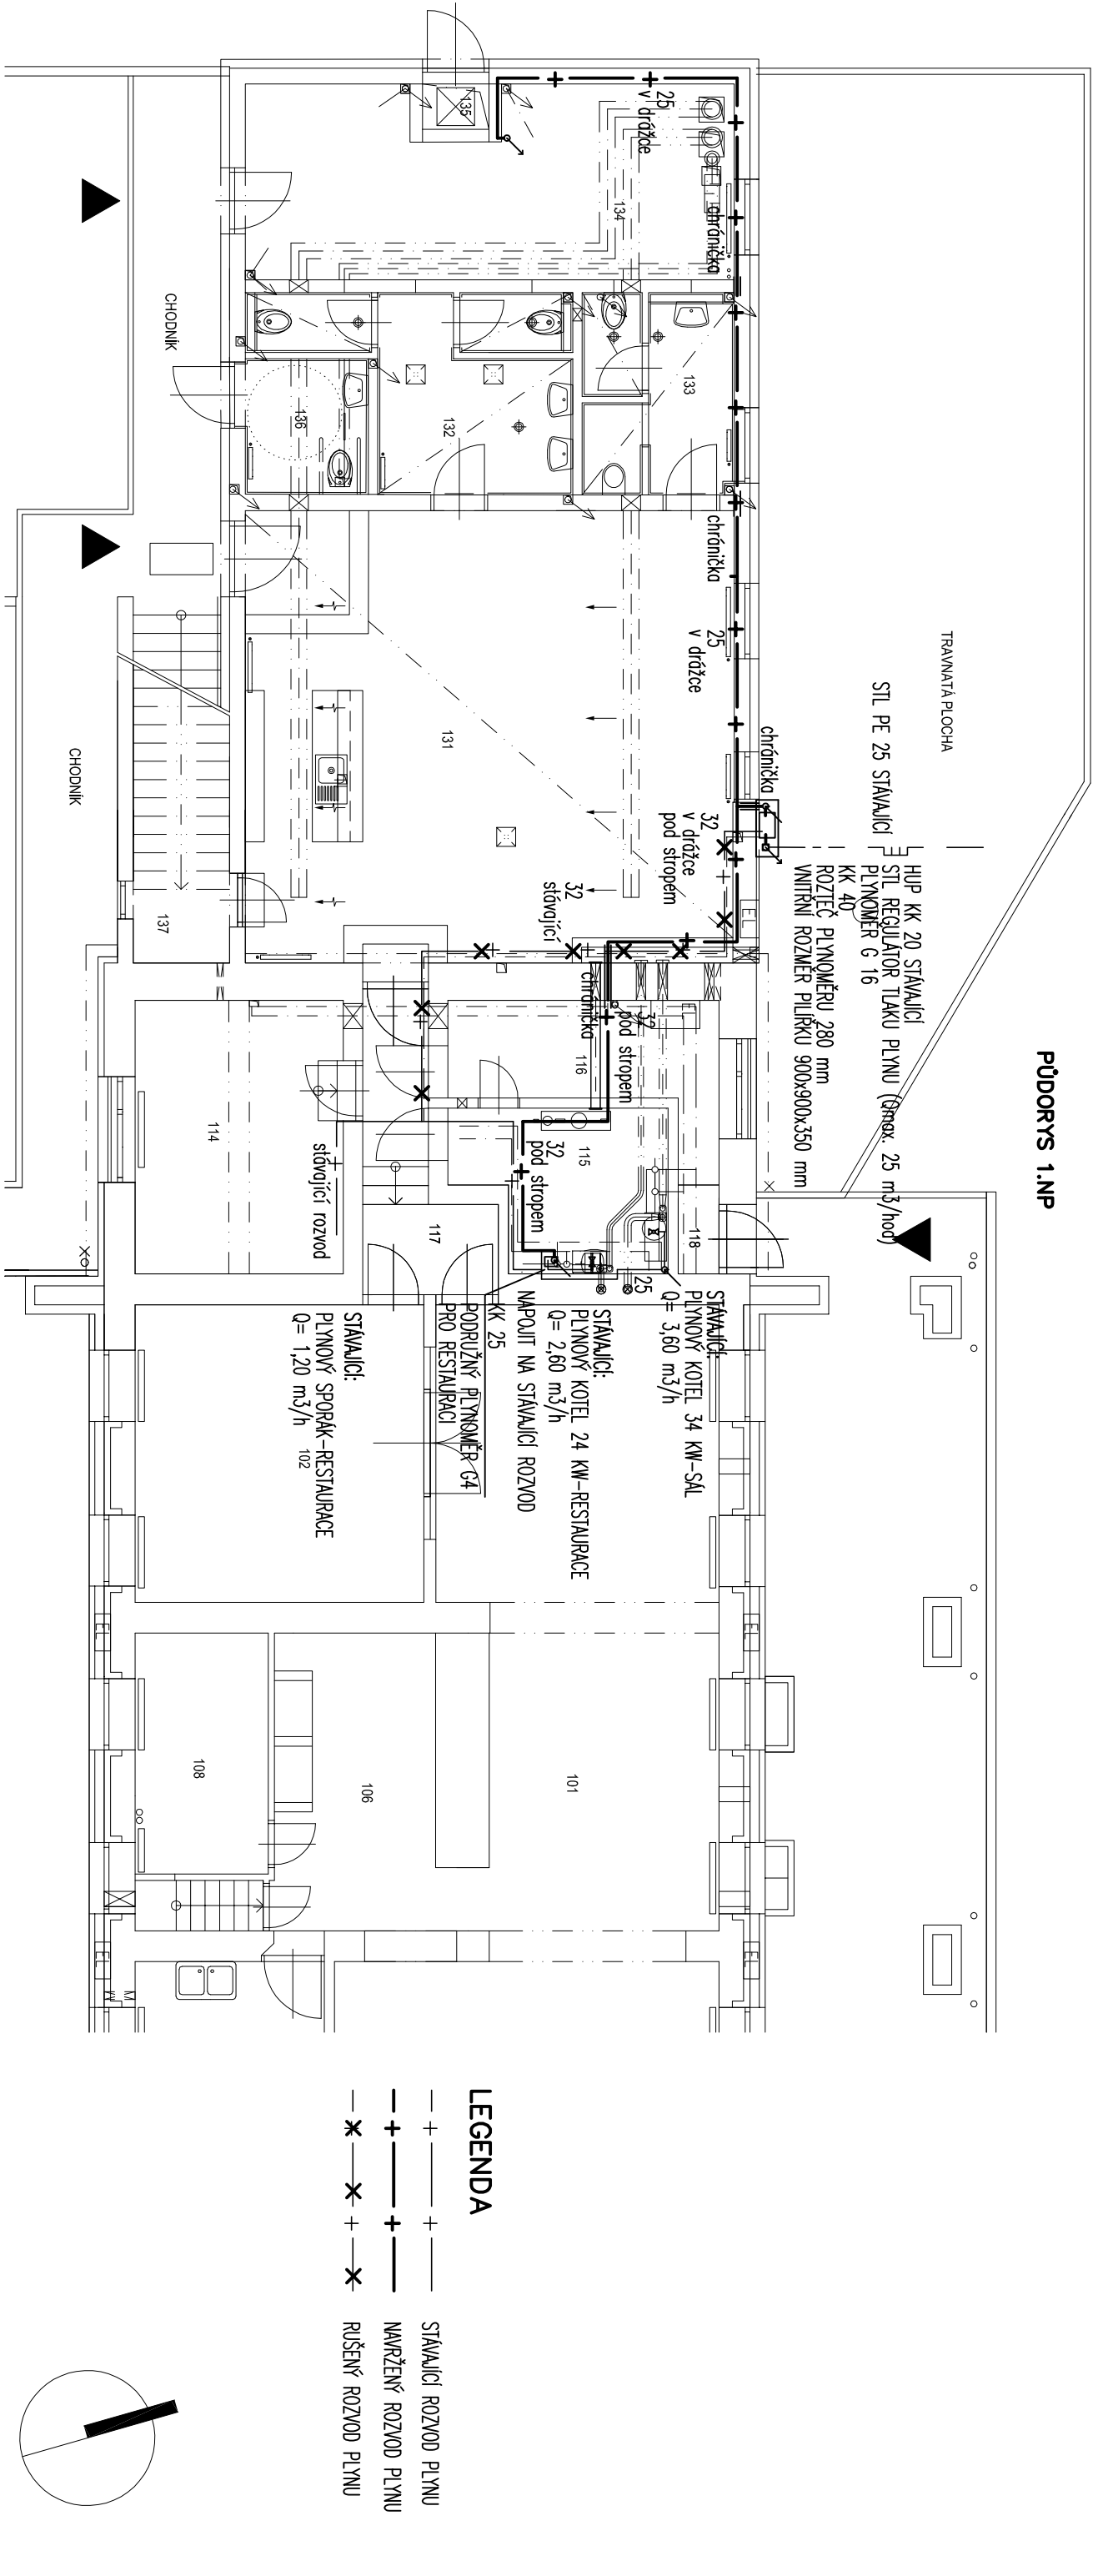 PŮDORYS 1.NP
TRAVNATÁ PLOCHA
STL PE 25 STÁVAJÍCÍ
HUP KK 20 STÁVAJÍCÍ
STL REGULÁTOR TLAKU PLYNU (Qmax. 25 m3/hod)
PLYNOMĚR G 16
KK 40
ROZTEČ PLYNOMĚRU 280 mm
VNITŘNÍ ROZMĚR PILÍŘKU 900x900x350 mm
chránička
25
v drážce
chránička
134
135
133
132
136
chránička
25
v drážce
32
v drážce
pod stropem
32
stávající
131
137
CHODNÍK
CHODNÍK
chránička
32
pod stropem
116
115
32
pod stropem
114
stávající rozvod
117
118
25
STÁVAJÍCÍ:
PLYNOVÝ KOTEL 34 KW-SÁL
Q= 3,60 m3/h
STÁVAJÍCÍ:
PLYNOVÝ KOTEL 24 KW-RESTAURACE
Q= 2,60 m3/h
NAPOJIT NA STÁVAJÍCÍ ROZVOD
KK 25
PODRUŽNÝ PLYNOMĚR G4
PRO RESTAURACI
STÁVAJÍCÍ:
PLYNOVÝ SPORÁK-RESTAURACE
Q= 1,20 m3/h
102
101
106
108
LEGENDA
STÁVAJÍCÍ ROZVOD PLYNU
NAVRŽENÝ ROZVOD PLYNU
RUŠENÝ ROZVOD PLYNU